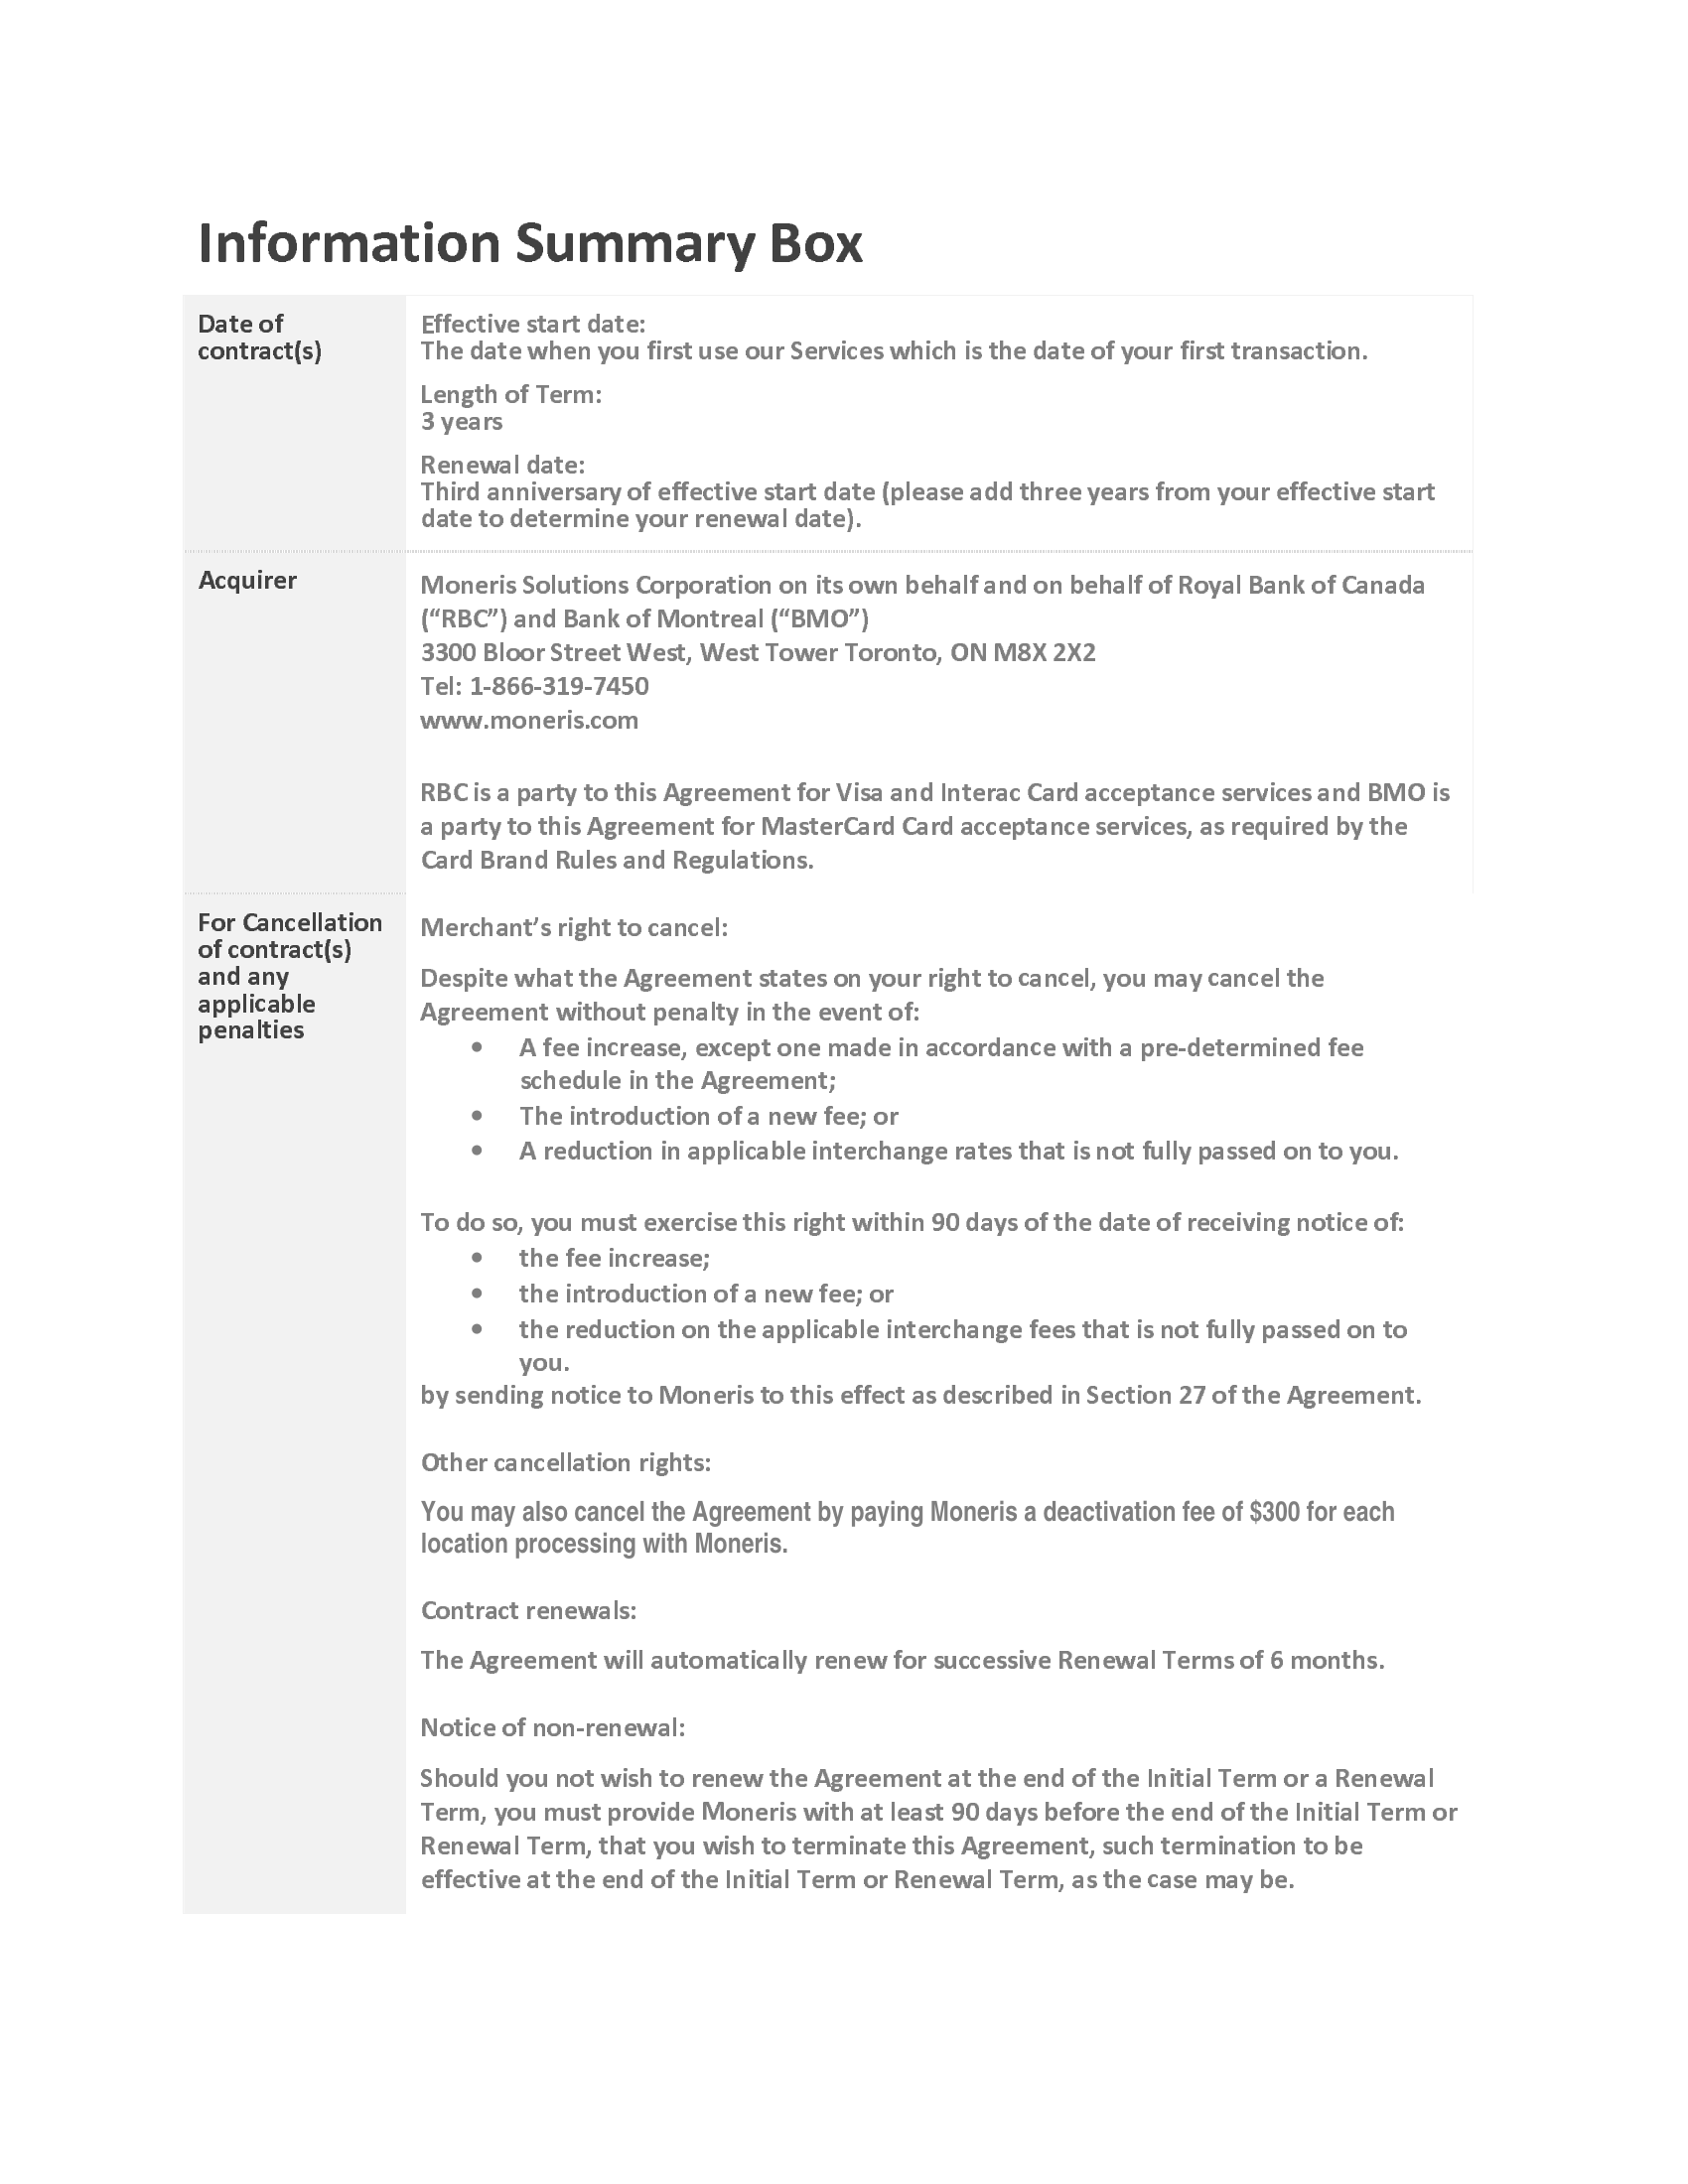 Information Summary Box
Date of
contract(s)
Effective start date:
The date when you first use our Services which is the date of your first transaction.
Length of Term:
3 years
Renewal date:
Third anniversary of effective start date (please add three years from your effective start
date to determine your renewal date).
Acquirer
Moneris Solutions Corporation on its own behalf and on behalf of Royal Bank of Canada
(“RBC”) and Bank of Montreal (“BMO”)
3300 Bloor Street West, West Tower Toronto, ON M8X 2X2
Tel: 1-866-319-7450
www.moneris.com
RBC is a party to this Agreement for Visa and Interac Card acceptance services and BMO is
a party to this Agreement for MasterCard Card acceptance services, as required by the
Card Brand Rules and Regulations.
For Cancellation
of contract(s)
and any
applicable
penalties
Merchant’s right to cancel:
Despite what the Agreement states on your right to cancel, you may cancel the
Agreement without penalty in the event of:
• A fee increase, except one made in accordance with a pre-determined fee
schedule in the Agreement;
• The introduction of a new fee; or
• A reduction in applicable interchange rates that is not fully passed on to you.
To do so, you must exercise this right within 90 days of the date of receiving notice of:
• the fee increase;
• the introduction of a new fee; or
• the reduction on the applicable interchange fees that is not fully passed on to
you.
by sending notice to Moneris to this effect as described in Section 27 of the Agreement.
Other cancellation rights:
You may also cancel the Agreement by paying Moneris a deactivation fee of $300 for each
location processing with Moneris.
Contract renewals:
The Agreement will automatically renew for successive Renewal Terms of 6 months.
Notice of non-renewal:
Should you not wish to renew the Agreement at the end of the Initial Term or a Renewal
Term, you must provide Moneris with at least 90 days before the end of the Initial Term or
Renewal Term, that you wish to terminate this Agreement, such termination to be
effective at the end of the Initial Term or Renewal Term, as the case may be.